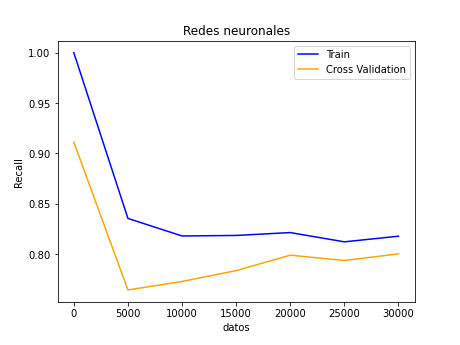 Redes neuronales
Train
Cross Validation
1.00
0.95
0.90
0.85
0.80
Recall
0 5000 10000 15000 20000 25000 30000
datos